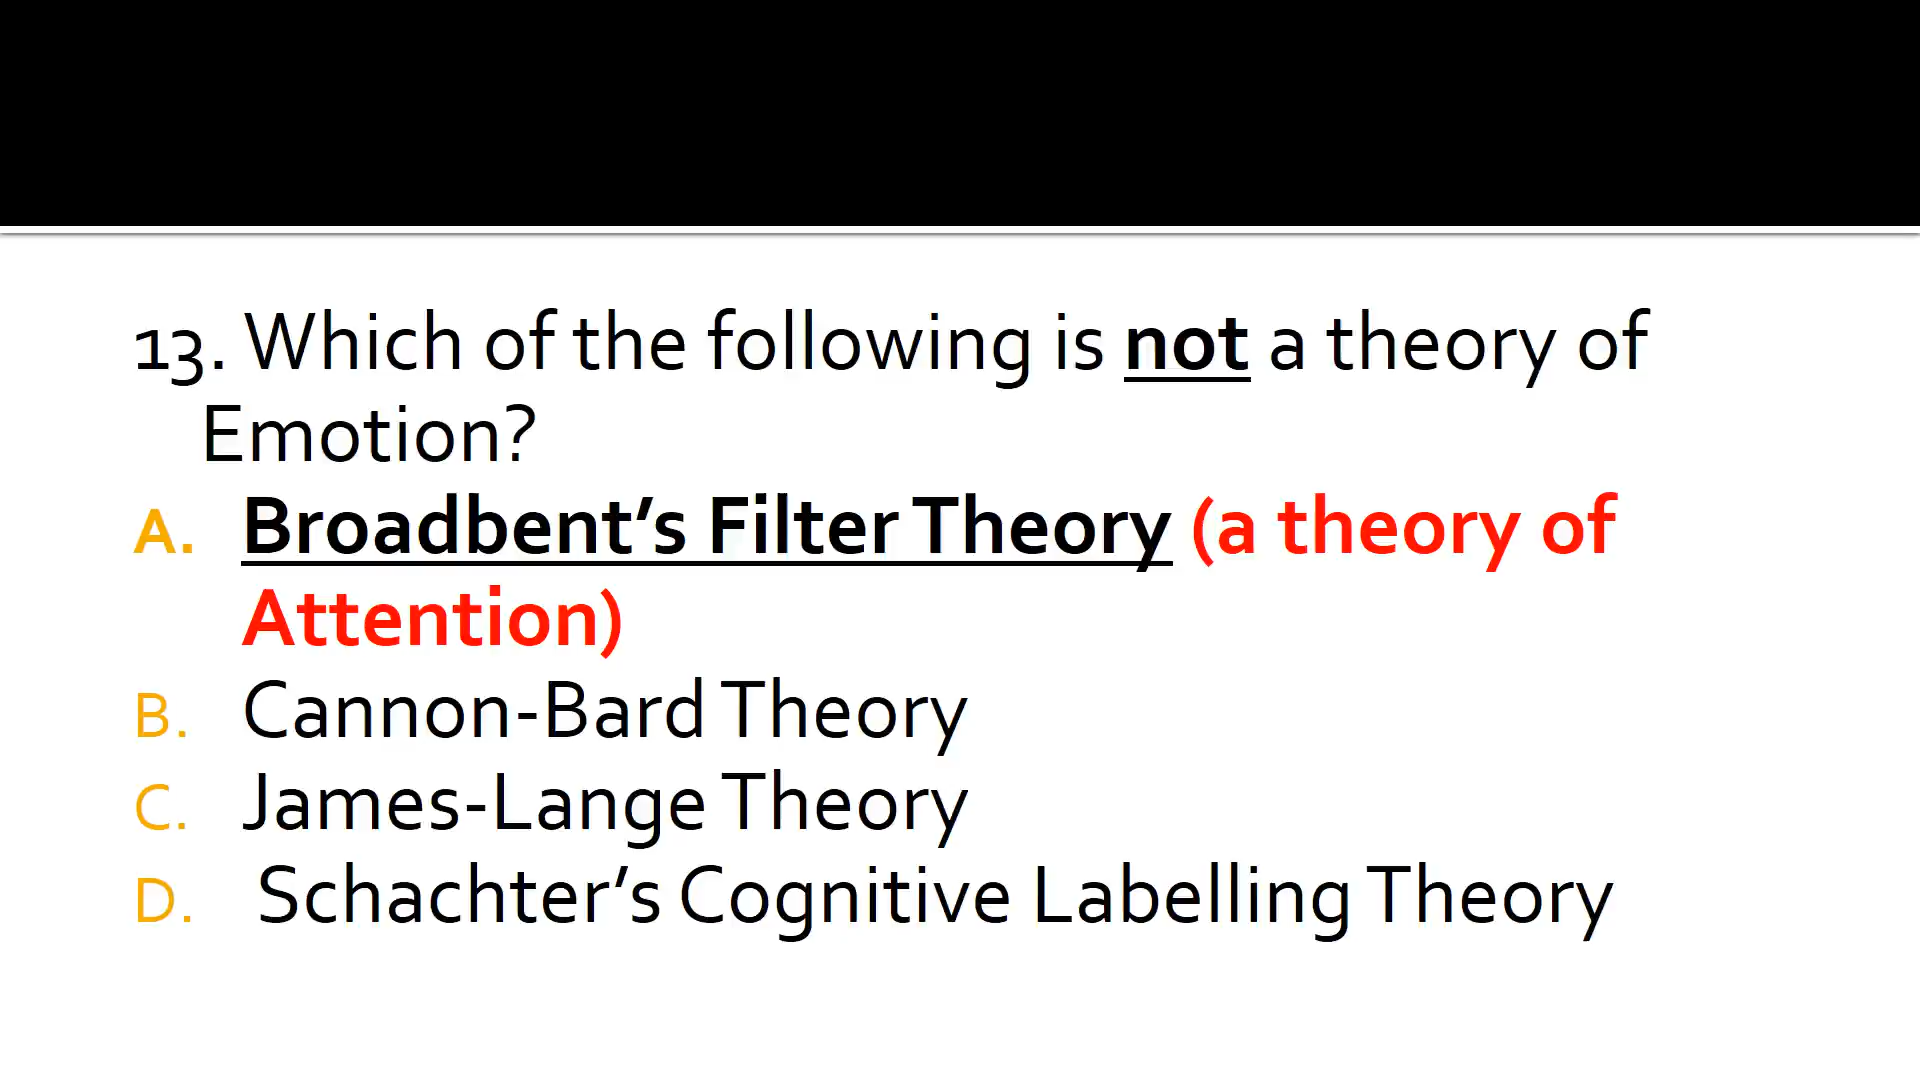 13. Which of the following is not a theory of
Emotion?
A. Broadbent’s Filter Theory (a theory of
Attention)
B. Cannon-Bard Theory
C. James-Lange Theory
D. Schachter’s Cognitive Labelling Theory